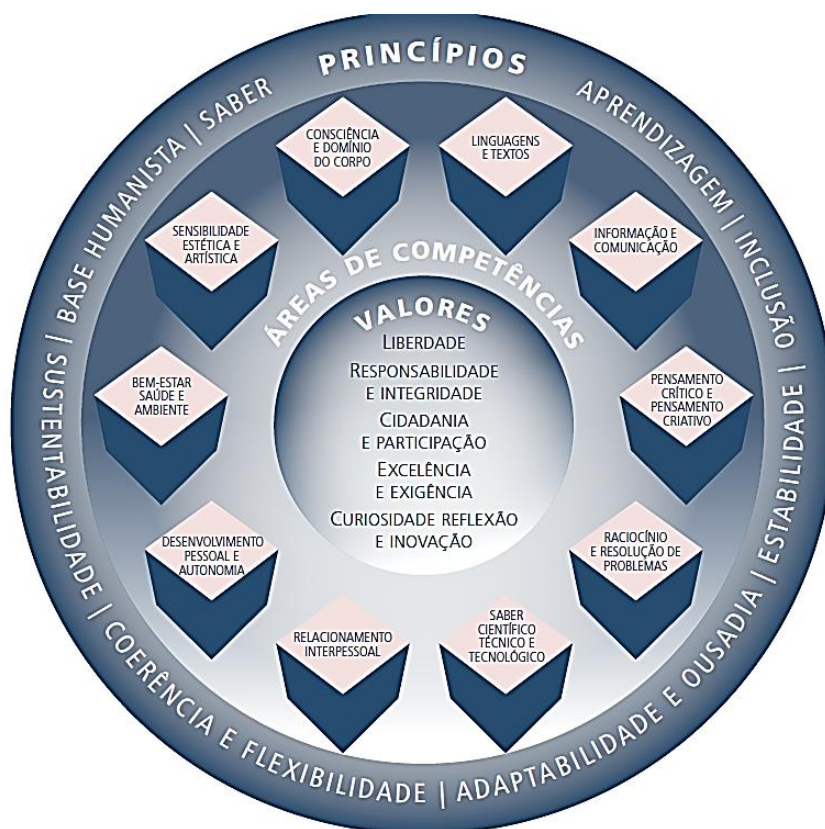 PRINCÍPIOS
BASE HUMANISTA | SABER
APRENDIZAGEM | INCLUSÃO |
ESTABILIDADE |
ADAPTABILIDADE E OUSADIA |
COERÊNCIA E FLEXIBILIDADE |
SUSTENTABILIDADE |
ÁREAS DE COMPETÊNCIAS
CONSCIÊNCIA
E DOMÍNIO
DO CORPO
LINGUAGENS
E TEXTOS
INFORMAÇÃO E
COMUNICAÇÃO
PENSAMENTO
CRÍTICO E
PENSAMENTO
CRIATIVO
RACIOCÍNIO
E RESOLUÇÃO DE
PROBLEMAS
SABER
CIENTÍFICO
TÉCNICO E
TECNOLÓGICO
RELACIONAMENTO
INTERPESSOAL
DESENVOLVIMENTO
PESSOAL E
AUTONOMIA
BEM-ESTAR
SAÚDE E
AMBIENTE
SENSIBILIDADE
ESTÉTICA E
ARTÍSTICA
VALORES
LIBERDADE
RESPONSABILIDADE
E INTEGRIDADE
CIDADANIA
E PARTICIPAÇÃO
EXCELÊNCIA
E EXIGÊNCIA
CURIOSIDADE REFLEXÃO
E INOVAÇÃO